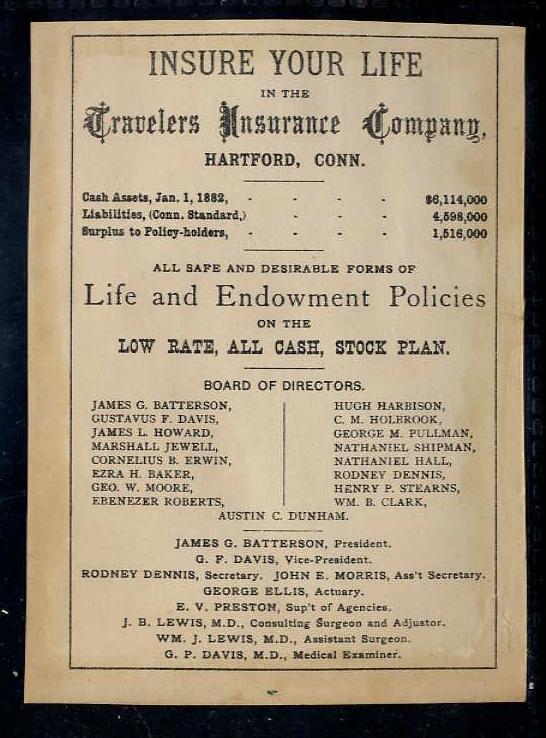 INSURE YOUR LIFE
IN THE
Travelers Insurance Company,
HARTFORD, CONN.
Cash Assets, Jan. 1, 1882, - - - - $6,114,000
Liabilities, (Conn. Standard,) - - - 4,598,000
Surplus to Policy-holders, - - - - 1,516,000
ALL SAFE AND DESIRABLE FORMS OF
Life and Endowment Policies
ON THE
LOW RATE, ALL CASH, STOCK PLAN.
BOARD OF DIRECTORS.
JAMES G. BATTERSON,
GUSTAVUS F. DAVIS,
JAMES L. HOWARD,
MARSHALL JEWELL,
CORNELIUS B. ERWIN,
EZRA H. BAKER,
GEO. W. MOORE,
EBENEZER ROBERTS,
HUGH HARBISON,
C. M. HOLBROOK,
GEORGE M. PULLMAN,
NATHANIEL SHIPMAN,
NATHANIEL HALL,
RODNEY DENNIS,
HENRY P. STEARNS,
WM. B. CLARK,
AUSTIN C. DUNHAM.
JAMES G. BATTERSON, President.
G. F. DAVIS, Vice-President.
RODNEY DENNIS, Secretary. JOHN E. MORRIS, Ass't Secretary.
GEORGE ELLIS, Actuary.
E. V. PRESTON, Sup't of Agencies.
J. B. LEWIS, M.D., Consulting Surgeon and Adjustor.
WM. J. LEWIS, M.D., Assistant Surgeon.
G. P. DAVIS, M.D., Medical Examiner.